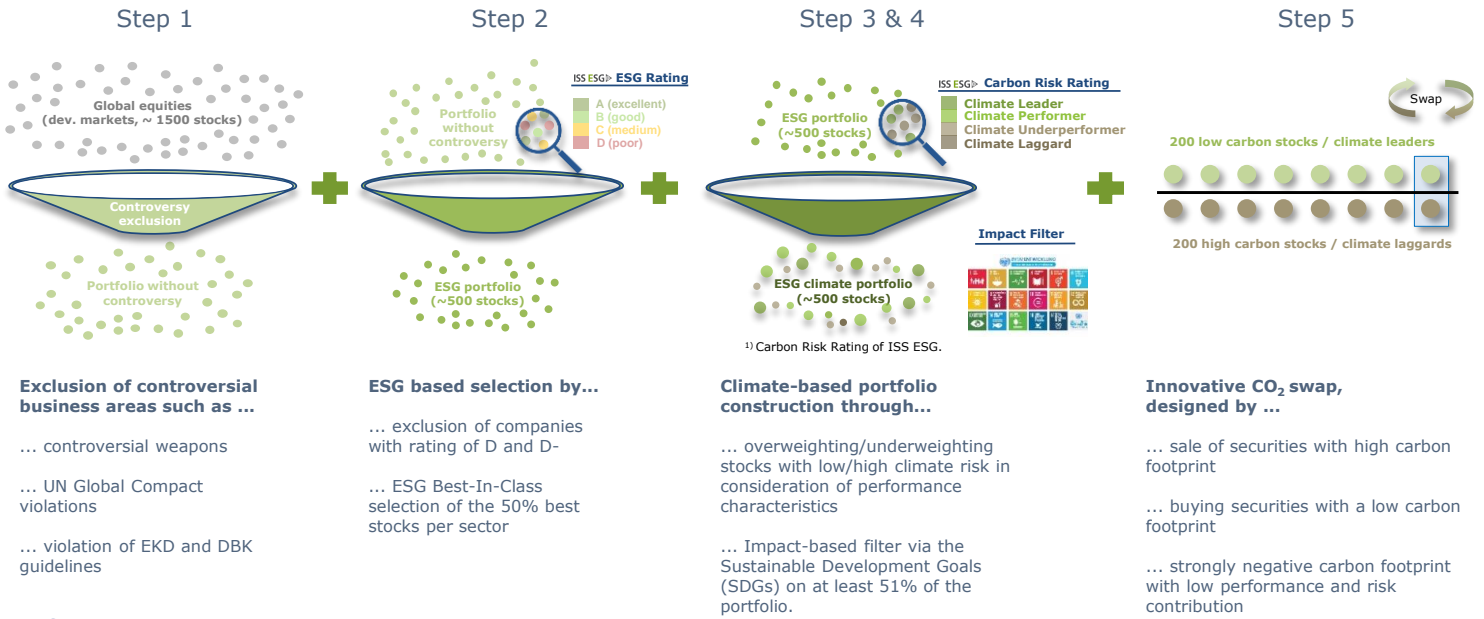 Step 1
Step 2
Step 3 & 4
Step 5
Global equities
(dev. markets, ~ 1500 stocks)
Controversy
exclusion
Portfolio without
controversy
ISS ESG ESG Rating
A (excellent)
B (good)
C (medium)
D (poor)
Portfolio
without
controversy
ESG portfolio
(~500 stocks)
ISS ESG Carbon Risk Rating
Climate Leader
Climate Performer
Climate Underperformer
Climate Laggard
ESG portfolio
(~500 stocks)
Impact Filter
ESG climate portfolio
(~500 stocks)
1) Carbon Risk Rating of ISS ESG.
Swap
200 low carbon stocks / climate leaders
200 high carbon stocks / climate laggards
Exclusion of controversial
business areas such as ...
... controversial weapons
... UN Global Compact
violations
... violation of EKD and DBK
guidelines
ESG based selection by...
... exclusion of companies
with rating of D and D-
... ESG Best-In-Class
selection of the 50% best
stocks per sector
Climate-based portfolio
construction through...
... overweighting/underweighting
stocks with low/high climate risk in
consideration of performance
characteristics
... Impact-based filter via the
Sustainable Development Goals
(SDGs) on at least 51% of the
portfolio.
Innovative CO2 swap,
designed by ...
... sale of securities with high carbon
footprint
... buying securities with a low carbon
footprint
... strongly negative carbon footprint
with low performance and risk
contribution